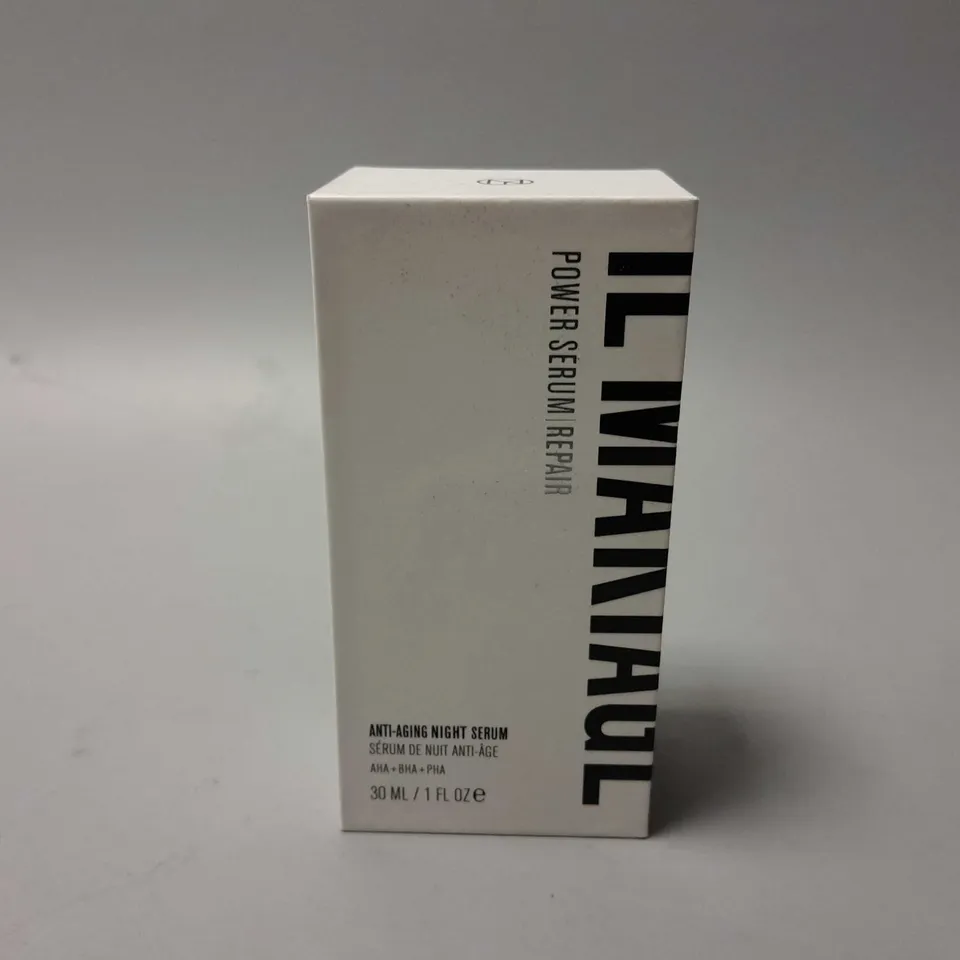 IL MAKIAGE
POWER SÉRUM|REPAIR
ANTI-AGING NIGHT SERUM
SÉRUM DE NUIT ANTI-ÂGE
AHA + BHA + PHA
30 ML / 1 FL OZ e